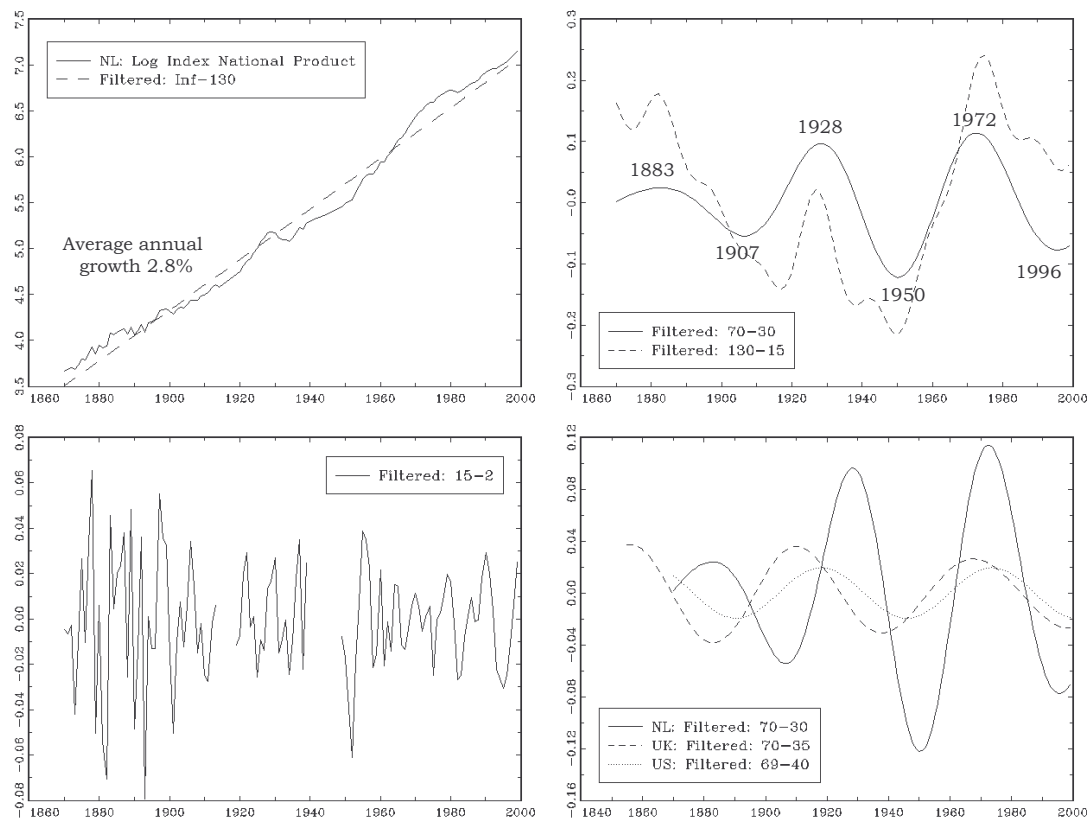 7.5
7.0
6.0
5.5
5.0
4.5
4.0
3.5
NL: Log Index National Product
Filtered: Inf-130
Average annual
growth 2.8%
1860 1880 1900 1920 1940 1960 1980 2000
0.3
0.2
0.1
-0.0
-0.1
-0.2
-0.3
1883
1928
1972
1907
1950
1996
Filtered: 70-30
Filtered: 130-15
1860 1880 1900 1920 1940 1960 1980 2000
0.08
0.06
0.04
0.02
0.00
-0.02
-0.04
-0.06
-0.08
Filtered: 15-2
1860 1880 1900 1920 1940 1960 1980 2000
0.12
0.08
0.04
0.00
-0.04
-0.08
-0.12
-0.16
NL: Filtered: 70-30
UK: Filtered: 70-35
US: Filtered: 69-40
1840 1860 1880 1900 1920 1940 1960 1980 2000